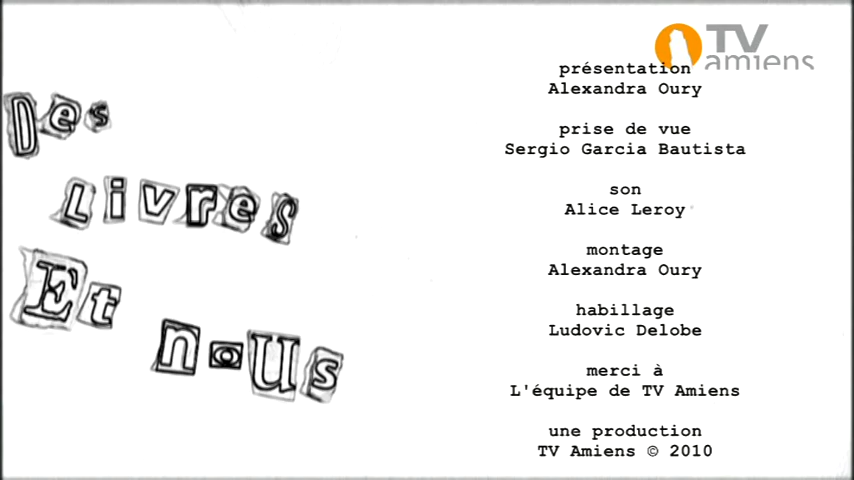 Des
Livres
Et
nous
TV
amiens
présentation
Alexandra Oury
prise de vue
Sergio Garcia Bautista
son
Alice Leroy
montage
Alexandra Oury
habillage
Ludovic Delobe
merci à
L'équipe de TV Amiens
une production
TV Amiens © 2010